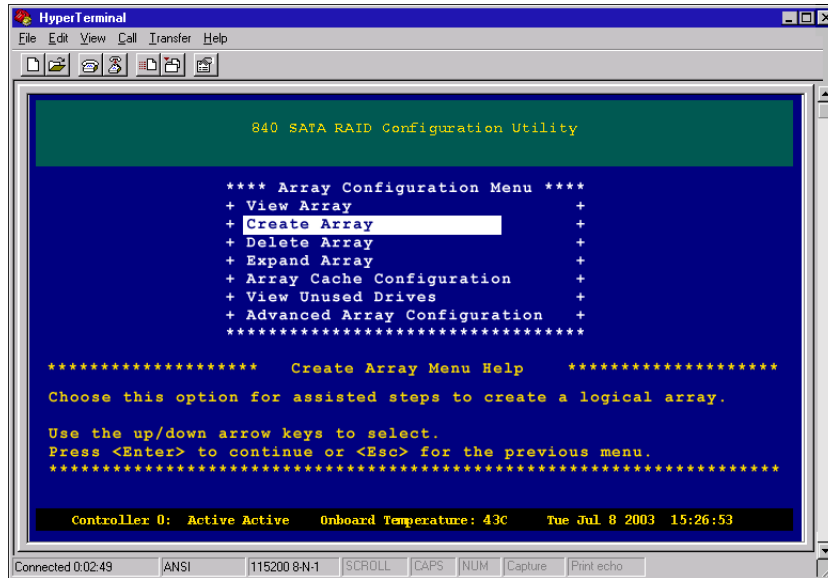 HyperTerminal
File Edit View Call Transfer Help
840 SATA RAID Configuration Utility
**** Array Configuration Menu ****
+ View Array +
+ Create Array +
+ Delete Array +
+ Expand Array +
+ Array Cache Configuration +
+ View Unused Drives +
+ Advanced Array Configuration +
**********************************
******************** Create Array Menu Help ********************
Choose this option for assisted steps to create a logical array.
Use the up/down arrow keys to select.
Press <Enter> to continue or <Esc> for the previous menu.
**********************************************************************
Controller 0: Active Active Onboard Temperature: 43C Tue Jul 8 2003 15:26:53
Connected 0:02:49 ANSI 115200 8-N-1 SCROLL CAPS NUM Capture Print echo